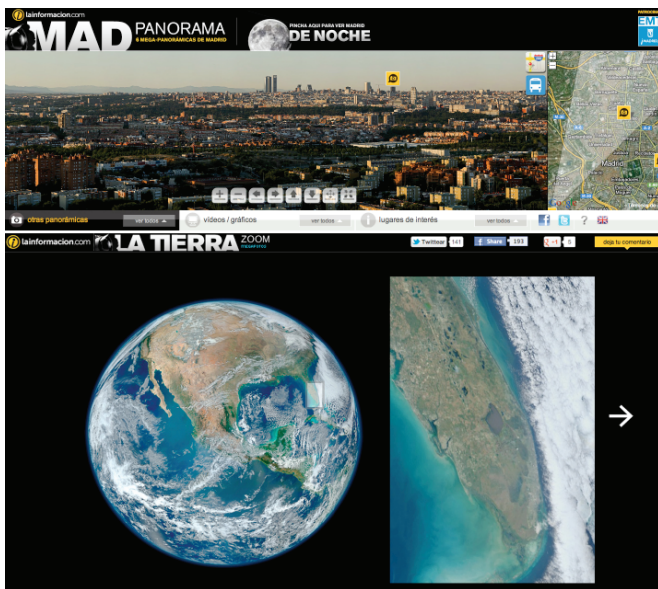 lainformacion.com
MAD PANORAMA
6 MEGA-PANORÁMICAS DE MADRID
PINCHA AQUI PARA VER MADRID
DE NOCHE
EMT
Madrid
otras panorámicas
ver todos
vídeos / gráficos
ver todos
lugares de interés
ver todos
?
lainformacion.com
LA TIERRA ZOOM
Twittear 141
Share 193
+1 5
deja tu comentario